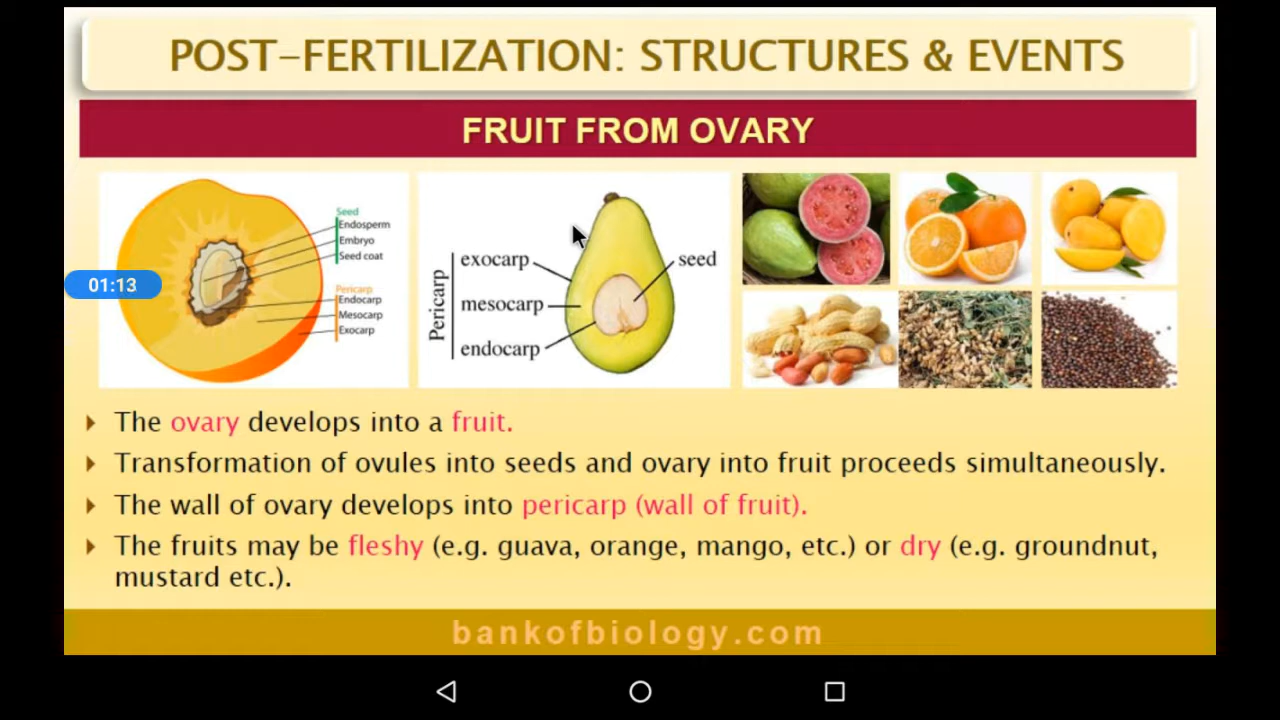 POST-FERTILIZATION: STRUCTURES & EVENTS
FRUIT FROM OVARY
Seed
Endosperm
Embryo
Seed coat
Pericarp
Endocarp
Mesocarp
Exocarp
01:13
Pericarp
exocarp
mesocarp
endocarp
seed
The ovary develops into a fruit.
Transformation of ovules into seeds and ovary into fruit proceeds simultaneously.
The wall of ovary develops into pericarp (wall of fruit).
The fruits may be fleshy (e.g. guava, orange, mango, etc.) or dry (e.g. groundnut,
mustard etc.).
bankofbiology.com